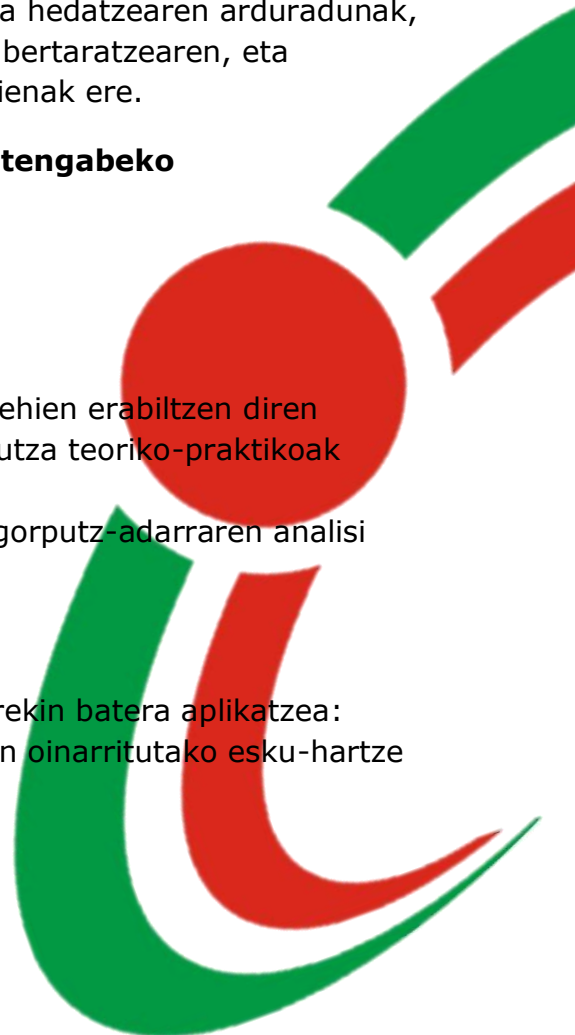 a hedatzearen arduradunak,
bertaratzearen, eta
ienak ere.
tengabeko
ehien erabiltzen diren
utza teoriko-praktikoak
gorputz-adarraren analisi
rekin batera aplikatzea:
n oinarritutako esku-hartze